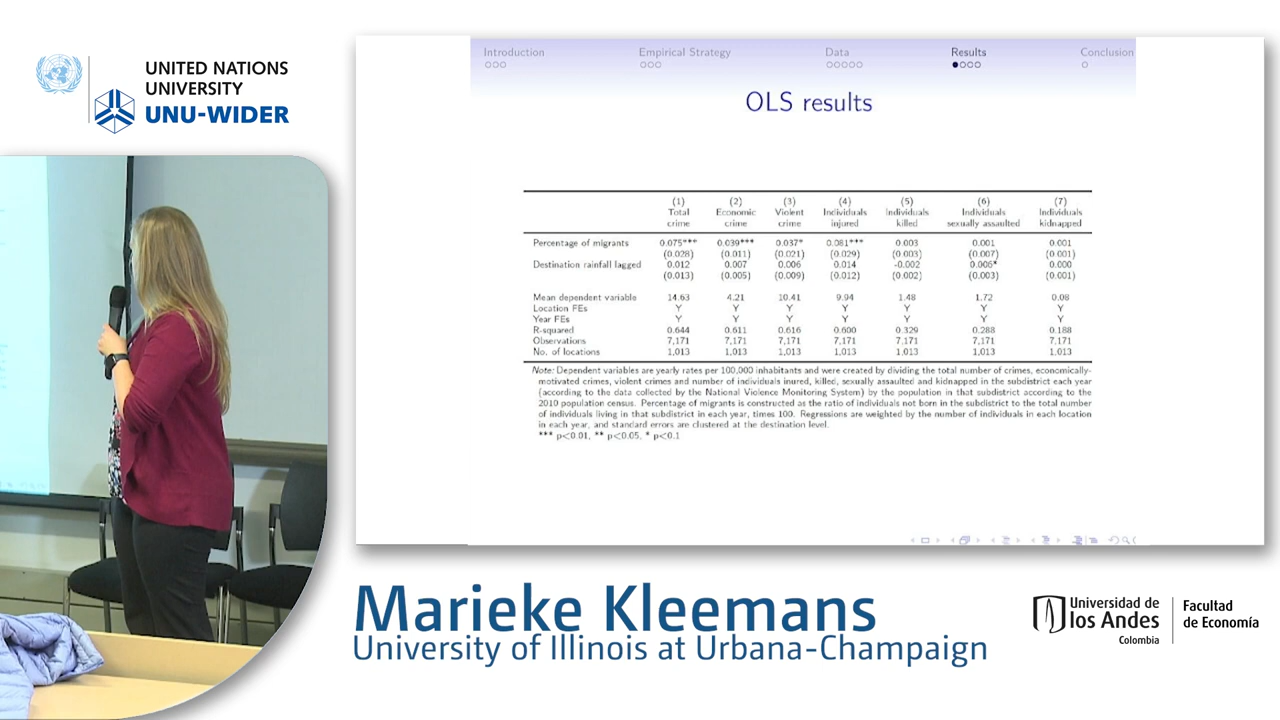 UNITED NATIONS
UNIVERSITY
UNU-WIDER
Introduction Empirical Strategy Data Results Conclusion
OLS results
(1) (2) (3) (4) (5) (6) (7)
Total Economic Violent Individuals Individuals Individuals Individuals
crime crime crime injured killed sexually assaulted kidnapped
Percentage of migrants 0.075*** 0.039*** 0.037* 0.081*** 0.003 0.001 0.001
(0.028) (0.011) (0.021) (0.029) (0.003) (0.007) (0.001)
Destination rainfall lagged 0.012 0.007 0.006 0.014 -0.002 0.006* 0.000
(0.013) (0.005) (0.009) (0.012) (0.002) (0.003) (0.001)
Mean dependent variable 14.63 4.21 10.41 9.94 1.48 1.72 0.08
Location FEs Y Y Y Y Y Y Y
Year FEs Y Y Y Y Y Y Y
R-squared 0.644 0.611 0.616 0.600 0.329 0.288 0.188
Observations 7,171 7,171 7,171 7,171 7,171 7,171 7,171
No. of locations 1,013 1,013 1,013 1,013 1,013 1,013 1,013
Note: Dependent variables are yearly rates per 100,000 inhabitants and were created by dividing the total number of crimes, economically-
motivated crimes, violent crimes and number of individuals inured, killed, sexually assaulted and kidnapped in the subdistrict each year
(according to the data collected by the National Violence Monitoring System) by the population in that subdistrict according to the
2010 population census. Percentage of migrants is constructed as the ratio of individuals not born in the subdistrict to the total number
of individuals living in that subdistrict in each year, times 100. Regressions are weighted by the number of individuals in each location
in each year, and standard errors are clustered at the destination level.
*** p<0.01, ** p<0.05, * p<0.1
Marieke Kleemans
University of Illinois at Urbana-Champaign
Universidad de
los Andes
Colombia
Facultad
de Economía